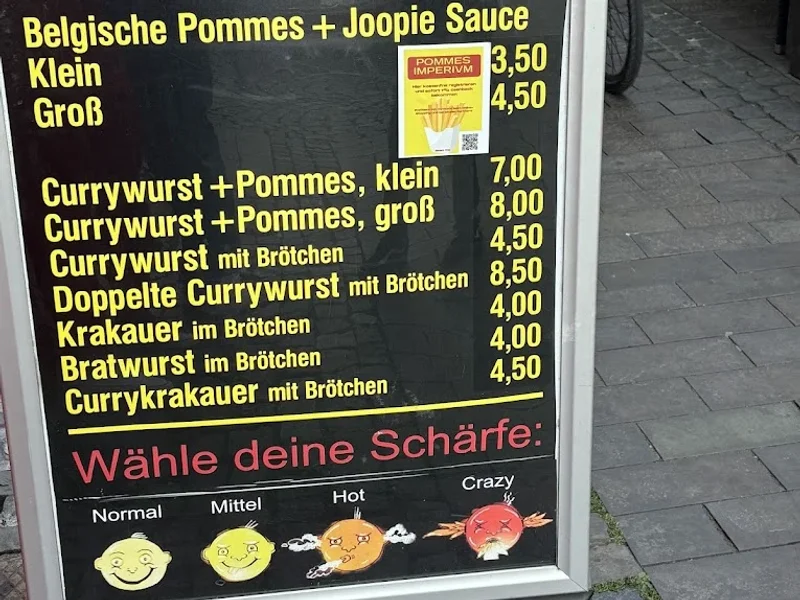 Belgische Pommes + Joopie Sauce
Klein 3,50
Groß 4,50
POMMES
IMPERIVM
Currywurst + Pommes, klein 7,00
Currywurst + Pommes, groß 8,00
Currywurst mit Brötchen 4,50
Doppelte Currywurst mit Brötchen 8,50
Krakauer im Brötchen 4,00
Bratwurst im Brötchen 4,00
Currykrakauer mit Brötchen 4,50
Wähle deine Schärfe:
Normal Mittel Hot Crazy